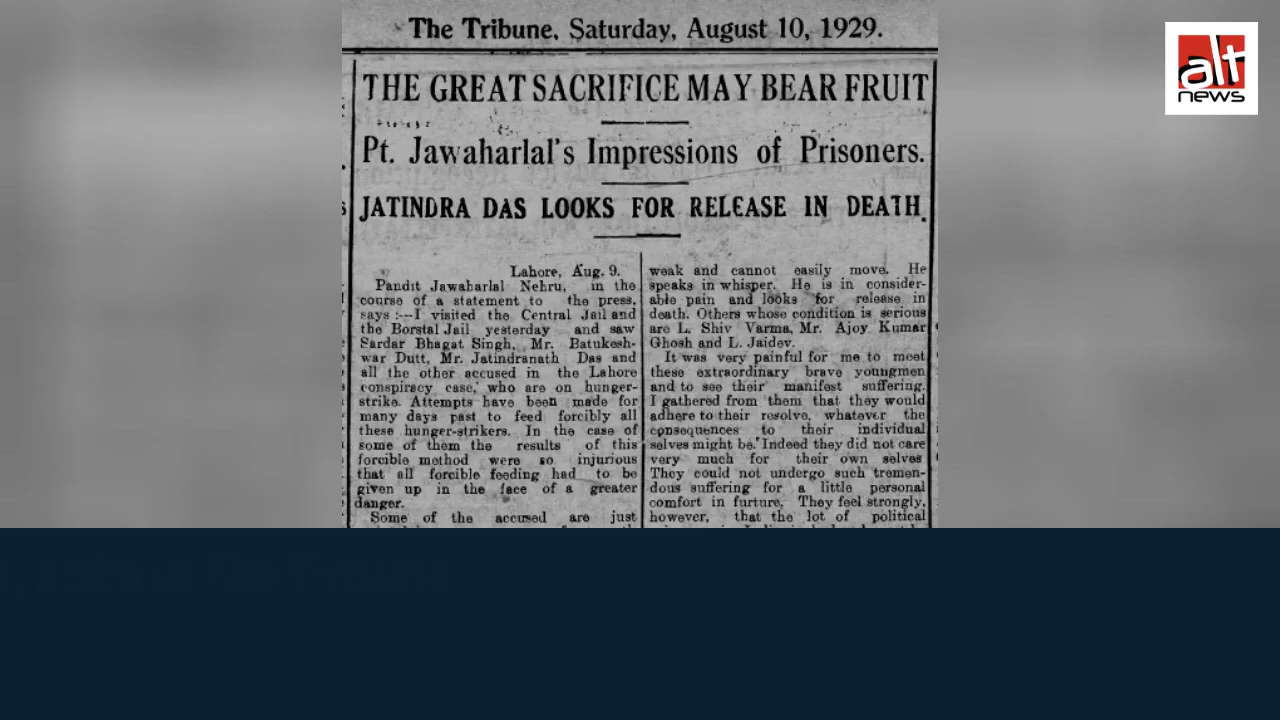 The Tribune, Saturday, August 10, 1929.
THE GREAT SACRIFICE MAY BEAR FRUIT
Pt. Jawaharlal's Impressions of Prisoners.
JATINDRA DAS LOOKS FOR RELEASE IN DEATH.
Lahore, Aug. 9.
Pandit Jawaharlal Nehru, in the
course of a statement to the press,
says :—I visited the Central Jail and
the Borstal Jail yesterday and saw
Sardar Bhagat Singh, Mr. Batukesh-
war Dutt, Mr. Jatindranath Das and
all the other accused in the Lahore
conspiracy case, who are on hunger-
strike. Attempts have been made for
many days past to feed forcibly all
these hunger-strikers. In the case of
some of them the results of this
forcible method were so injurious
that all forcible feeding had to be
given up in the face of a greater
danger.
Some of the accused are just
weak and cannot easily move. He
speaks in whisper. He is in consider-
able pain and looks for release in
death. Others whose condition is serious
are L. Shiv Varma, Mr. Ajoy Kumar
Ghosh and L. Jaidev.
It was very painful for me to meet
these extraordinary brave youngmen
and to see their manifest suffering.
I gathered from them that they would
adhere to their resolve, whatever the
consequences to their individual
selves might be. Indeed they did not care
very much for their own selves
They could not undergo such tremen-
dous suffering for a little personal
comfort in furture. They feel strongly,
however, that the lot of political
alt
news